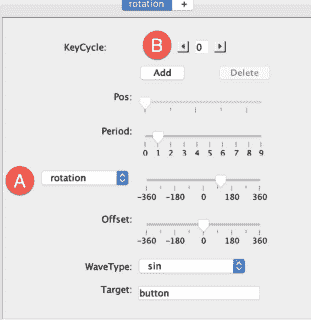 rotation +
KeyCycle: B 0
Add Delete
Pos:
Period:
0 1 2 3 4 5 6 7 8 9
A rotation
-360 -180 0 180 360
Offset:
-360 -180 0 180 360
WaveType: sin
Target: button